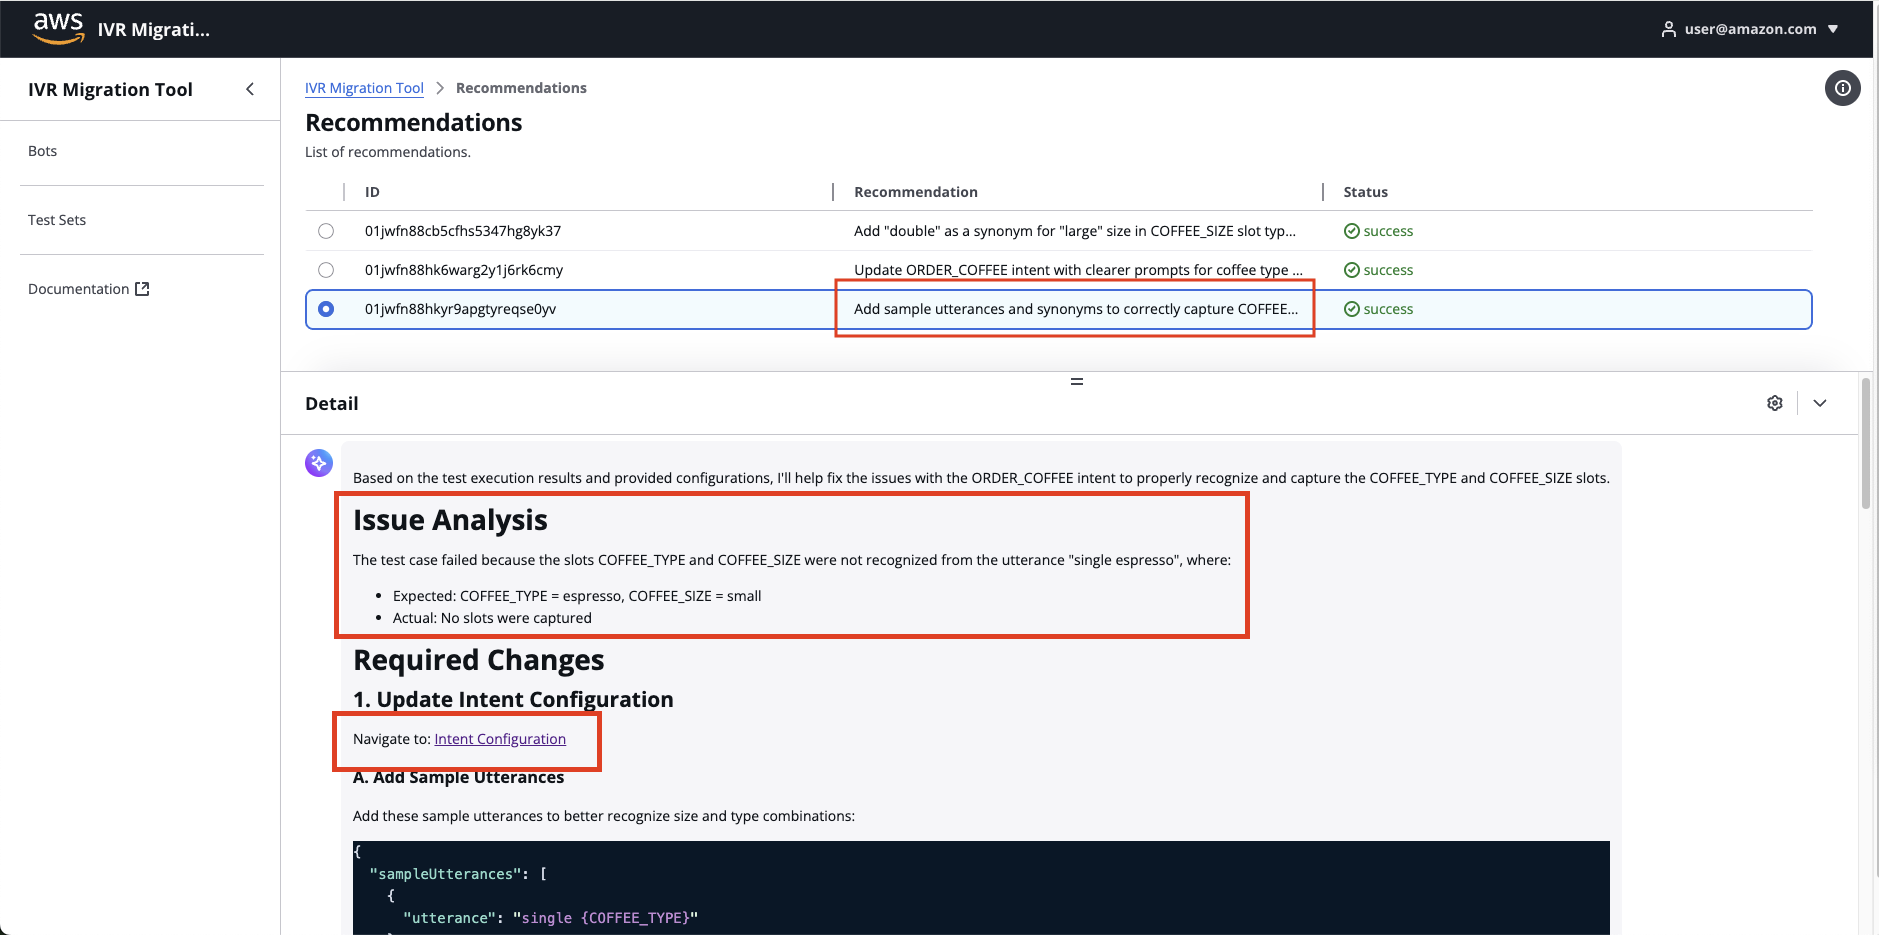 aws
IVR Migrati...
user@amazon.com
IVR Migration Tool
Bots
Test Sets
Documentation
IVR Migration Tool > Recommendations
Recommendations
List of recommendations.
ID Recommendation Status
01jwfn88cb5cfhs5347hg8yk37 Add "double" as a synonym for "large" size in COFFEE_SIZE slot typ... success
01jwfn88hk6warg2y1j6rk6cmy Update ORDER_COFFEE intent with clearer prompts for coffee type ... success
01jwfn88hkyr9apgtyreqse0yv Add sample utterances and synonyms to correctly capture COFFEE... success
Detail
Based on the test execution results and provided configurations, I'll help fix the issues with the ORDER_COFFEE intent to properly recognize and capture the COFFEE_TYPE and COFFEE_SIZE slots.
Issue Analysis
The test case failed because the slots COFFEE_TYPE and COFFEE_SIZE were not recognized from the utterance "single espresso", where:
• Expected: COFFEE_TYPE = espresso, COFFEE_SIZE = small
• Actual: No slots were captured
Required Changes
1. Update Intent Configuration
Navigate to: Intent Configuration
A. Add Sample Utterances
Add these sample utterances to better recognize size and type combinations:
{
"sampleUtterances": [
{
"utterance": "single {COFFEE_TYPE}"